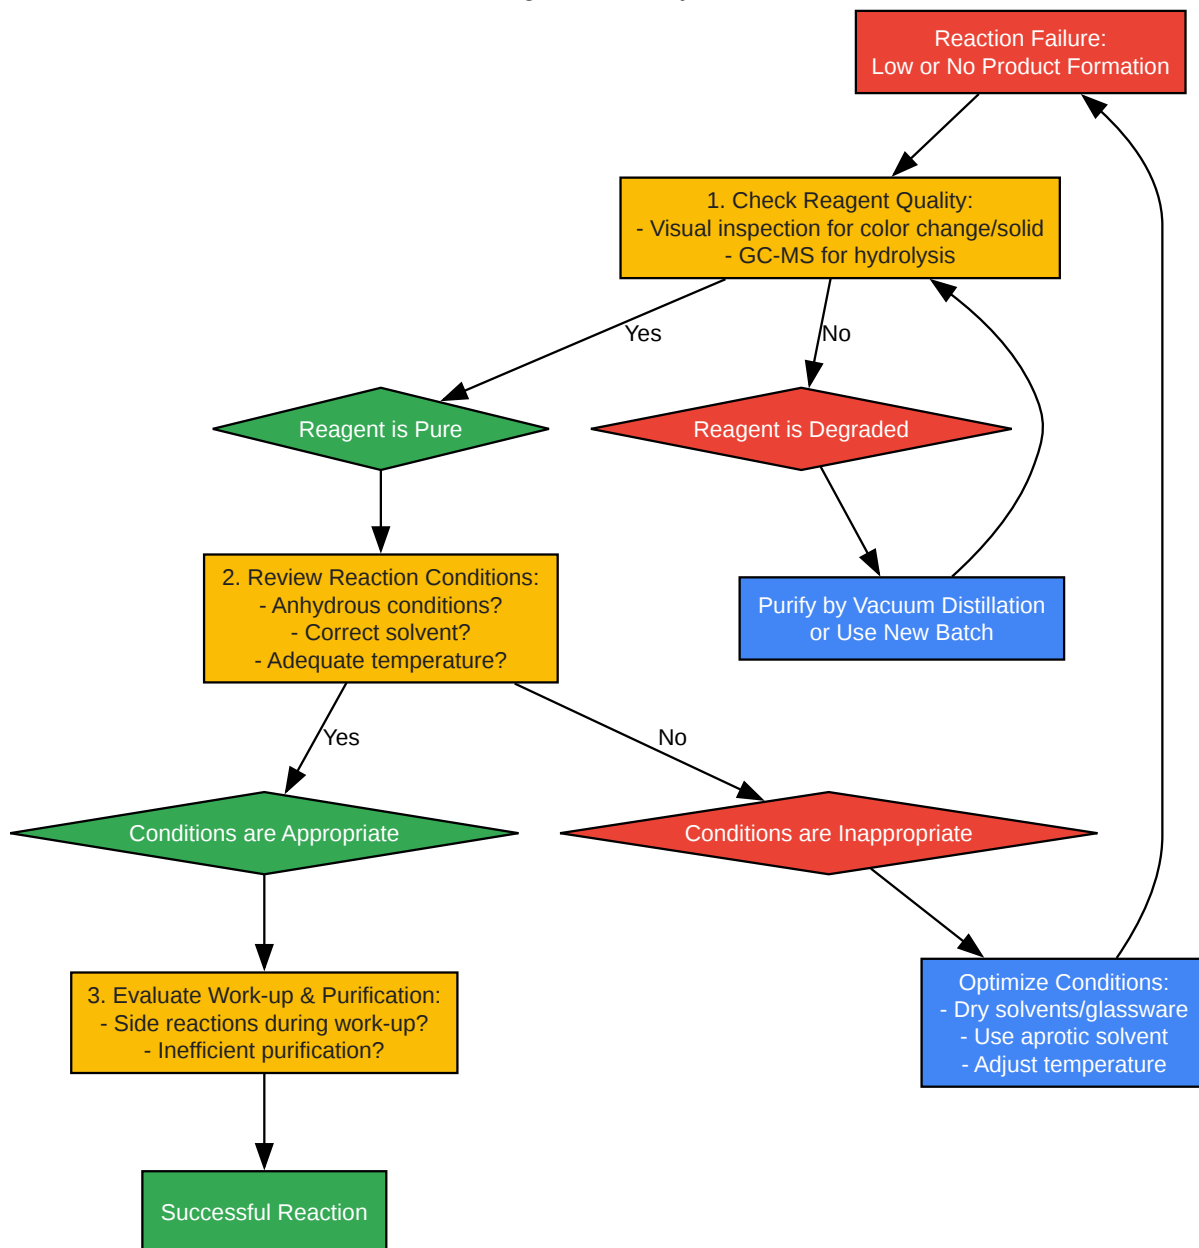 Reaction Failure:
Low or No Product Formation
1. Check Reagent Quality:
- Visual inspection for color change/solid
- GC-MS for hydrolysis
Yes
No
Reagent is Pure
Reagent is Degraded
2. Review Reaction Conditions:
- Anhydrous conditions?
- Correct solvent?
- Adequate temperature?
Purify by Vacuum Distillation
or Use New Batch
Yes
No
Conditions are Appropriate
Conditions are Inappropriate
3. Evaluate Work-up & Purification:
- Side reactions during work-up?
- Inefficient purification?
Optimize Conditions:
- Dry solvents/glassware
- Use aprotic solvent
- Adjust temperature
Successful Reaction